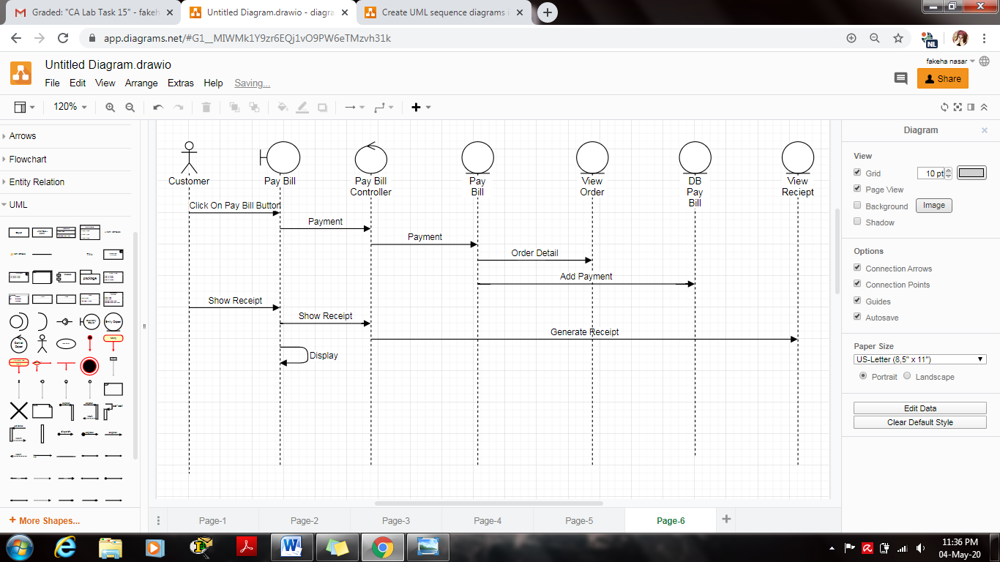 Graded: "CA Lab Task 15" - fakeh
Untitled Diagram.drawio - diagra
Create UML sequence diagrams i
app.diagrams.net/#G1__MIWMk1Y9zr6EQj1vO9PW6eTMzvh31k
NL
Untitled Diagram.drawio
fakeha nasar
File Edit View Arrange Extras Help Saving...
Share
120%
Arrows
Flowchart
Entity Relation
UML
package
More Shapes...
Customer
Pay Bill
Pay Bill
Controller
Pay
Bill
View
Order
DB
Pay
Bill
View
Reciept
Click On Pay Bill Button
Payment
Payment
Order Detail
Add Payment
Show Receipt
Show Receipt
Generate Receipt
Display
Diagram
View
Grid 10 pt
Page View
Background Image
Shadow
Options
Connection Arrows
Connection Points
Guides
Autosave
Paper Size
US-Letter (8,5" x 11")
Portrait Landscape
Edit Data
Clear Default Style
Page-1 Page-2 Page-3 Page-4 Page-5 Page-6
11:36 PM
04-May-20